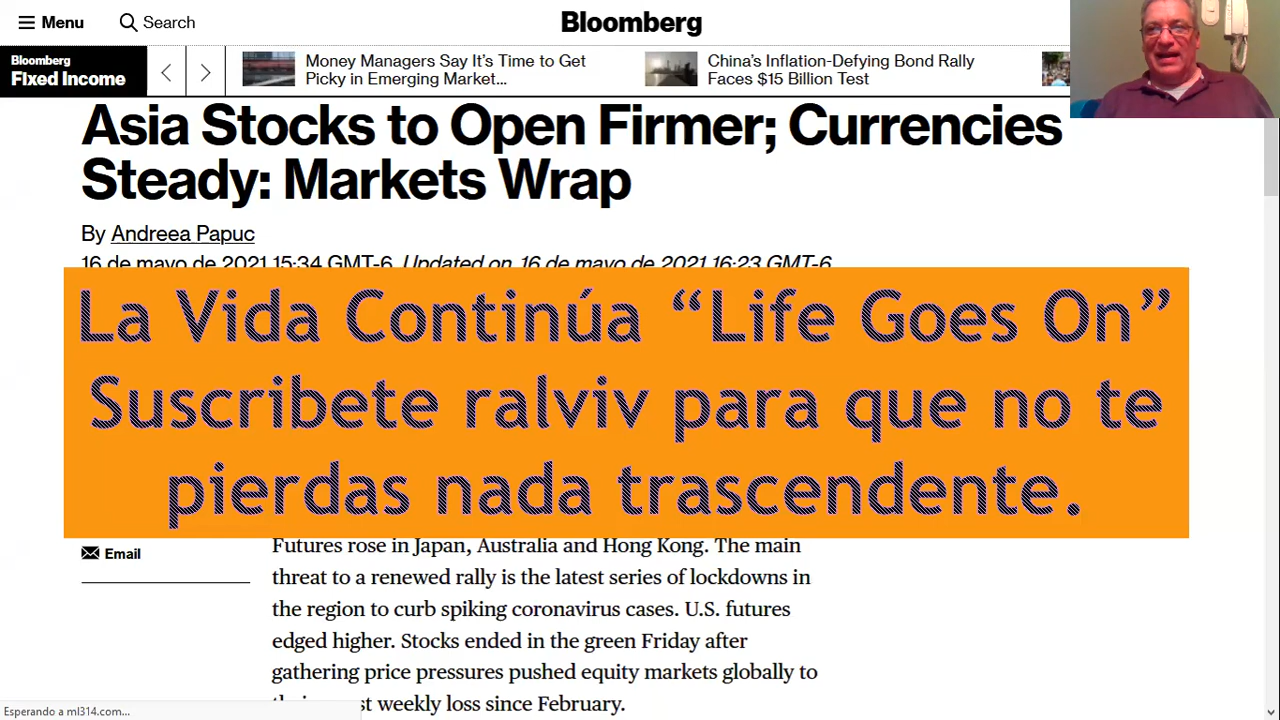 Menu
Search
Bloomberg
Bloomberg
FIxed Income
Money Managers Say It's Time to Get
Picky in Emerging Market...
China's Inflation-Defying Bond Rally
Faces $15 Billion Test
Asia Stocks to Open Firmer; Currencies
Steady: Markets Wrap
By Andreea Papuc
16 de mayo de 2021 15:34 GMT-6 Updated on 16 de mayo de 2021 16:23 GMT-6
La Vida Continúa “Life Goes On”
Suscribete ralviv para que no te
pierdas nada trascendente.
Email
Futures rose in Japan, Australia and Hong Kong. The main
threat to a renewed rally is the latest series of lockdowns in
the region to curb spiking coronavirus cases. U.S. futures
edged higher. Stocks ended in the green Friday after
gathering price pressures pushed equity markets globally to
weekly loss since February.
Esperando a ml314.com...